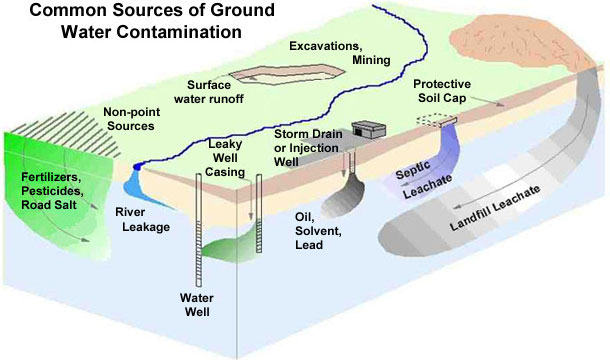 Common Sources of Ground
Water Contamination
Excavations,
Mining
Surface
water runoff
Protective
Soil Cap
Non-point
Sources
Leaky
Well
Casing
Storm Drain
or Injection
Well
Fertilizers,
Pesticides,
Road Salt
Septic
Leachate
River
Leakage
Oil,
Solvent,
Lead
Landfill Leachate
Water
Well